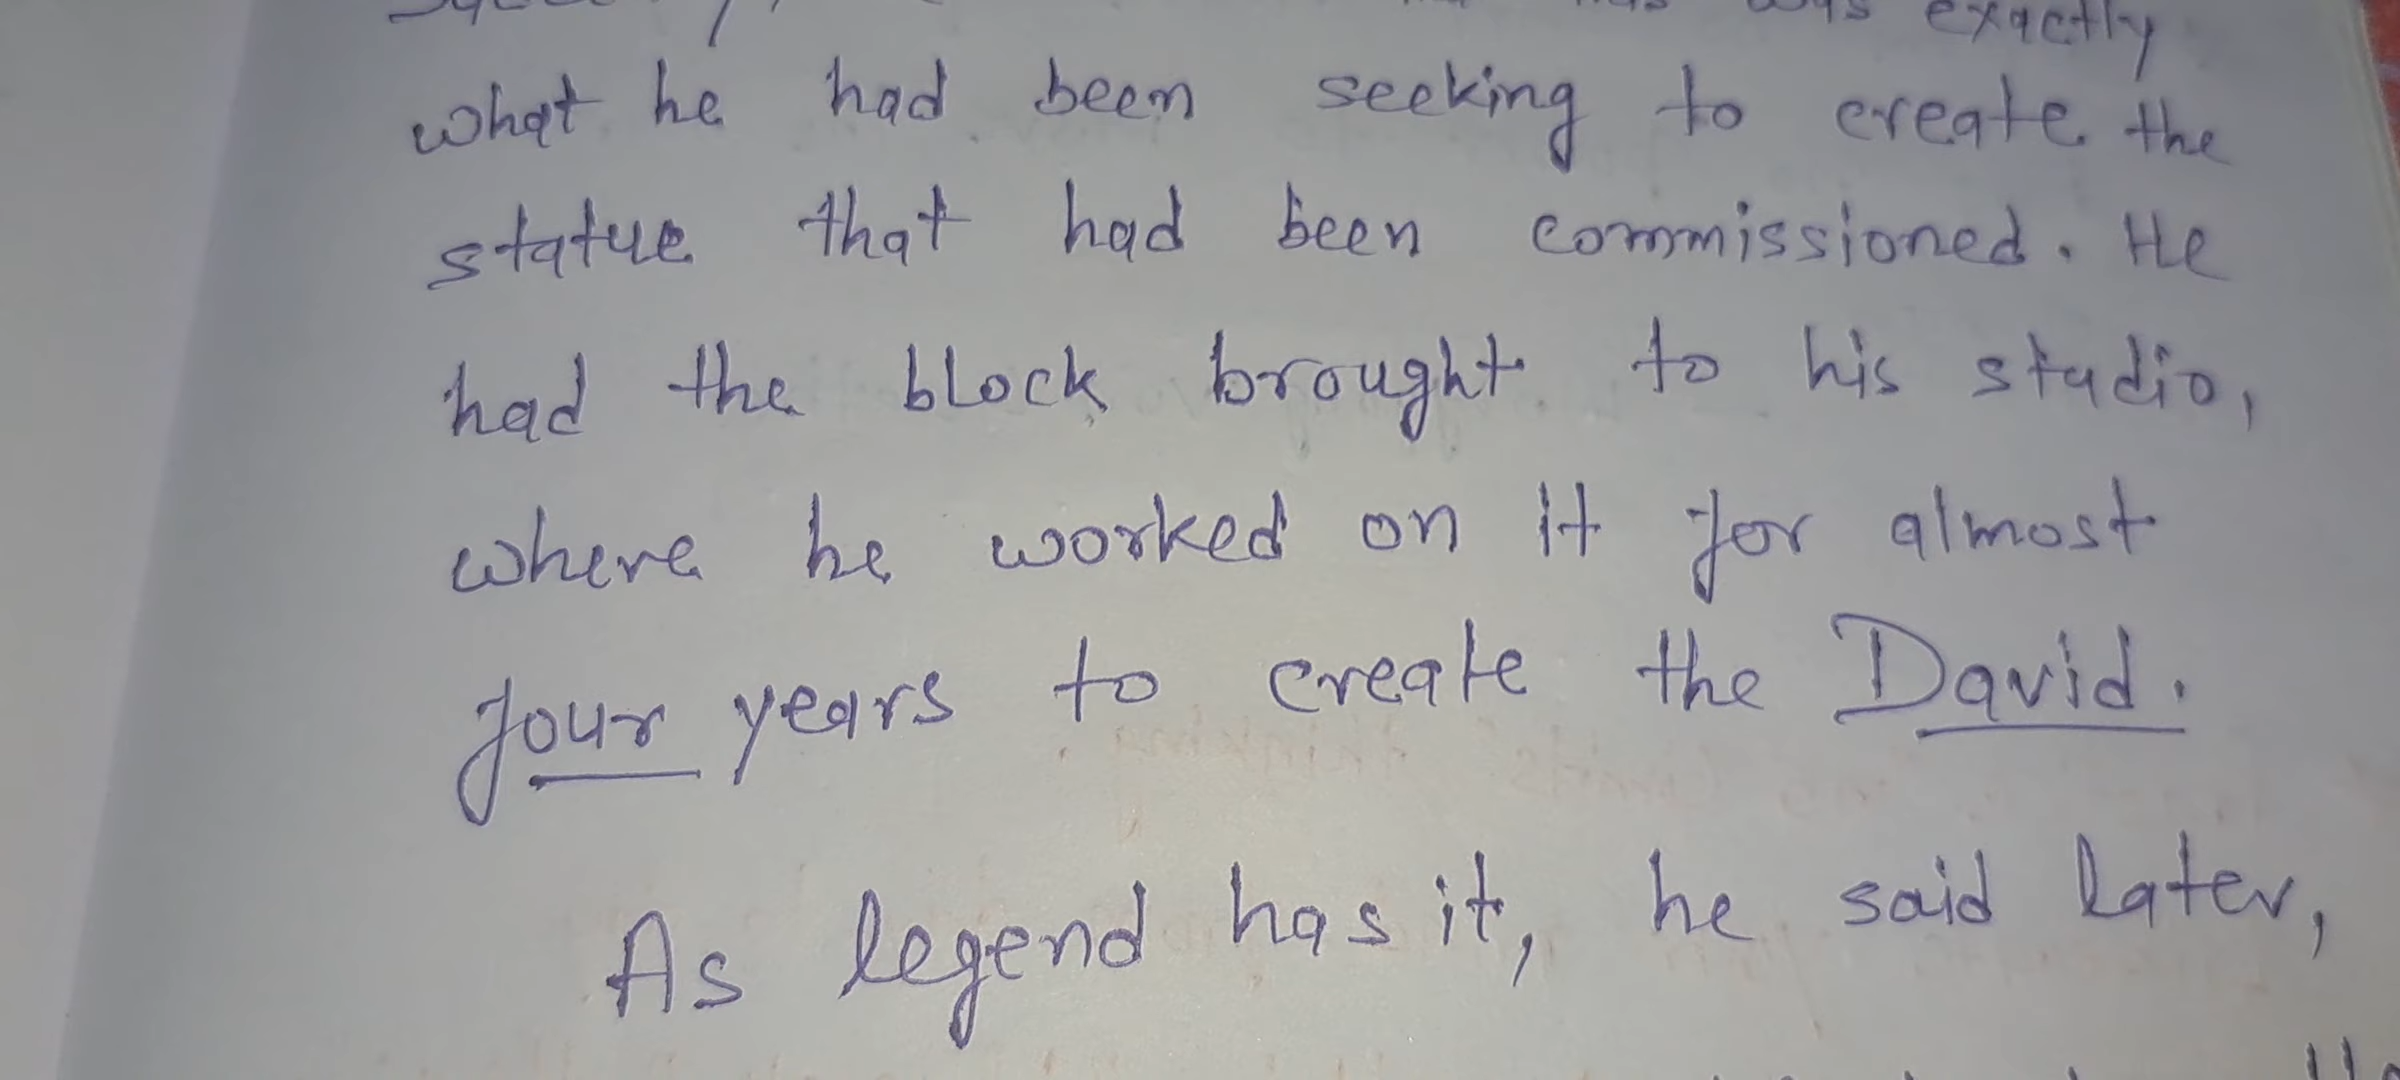 was exactly
what he had been seeking to create the
statue that had been commissioned. He
had the block brought to his studio,
where he worked on it for almost
four years to create the David.
As legend has it, he said later,